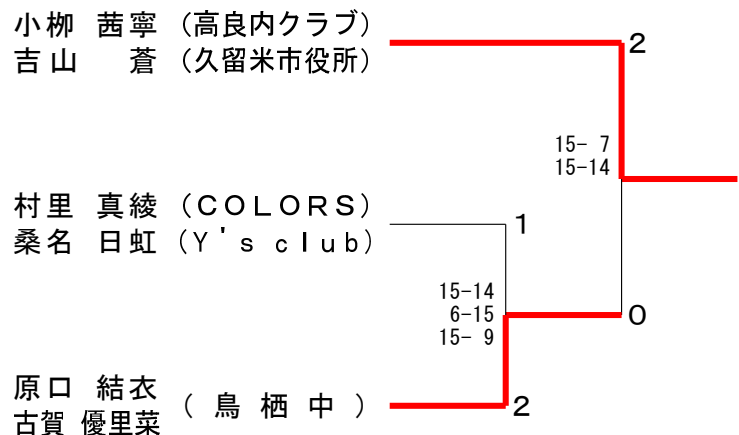 小栁 茜寧 (高良内クラブ)
吉山 蒼 (久留米市役所)
2
15- 7
15-14
村里 真綾 (COLORS)
桑名 日虹 (Y's club)
1
15-14
6-15
15- 9
0
原口 結衣
古賀 優里菜
(鳥栖中)
2